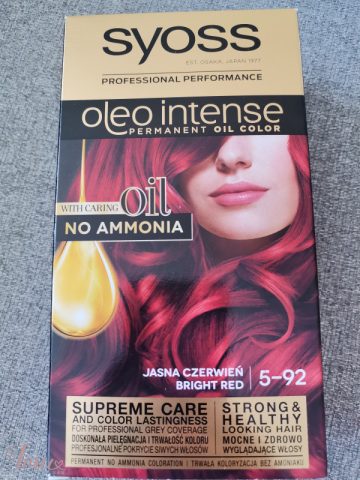 syoss
EST. OSAKA, JAPAN 1977
PROFESSIONAL PERFORMANCE
oleo intense
PERMANENT OIL COLOR
WITH CARING oil
NO AMMONIA
JASNA CZERWIEŃ
BRIGHT RED
5-92
SUPREME CARE
AND COLOR LASTINGNESS
FOR PROFESSIONAL GREY COVERAGE
DOSKONAŁA PIELĘGNACJA I TRWAŁOŚĆ KOLORU
PROFESJONALNE POKRYCIE SIWYCH WŁOSÓW
STRONG &
HEALTHY
LOOKING HAIR
MOCNE I ZDROWO
WYGLĄDAJĄCE WŁOSY
PERMANENT NO AMMONIA COLORATION I TRWAŁA KOLORYZACJA BEZ AMONIAKU